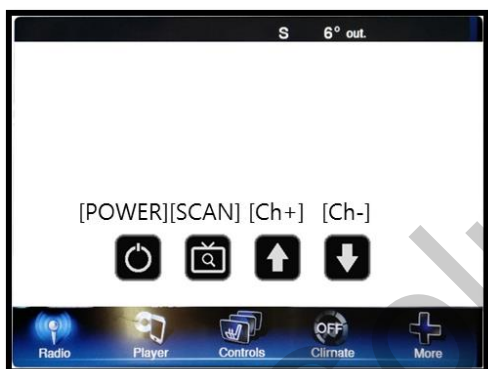 S 6° out.
[POWER][SCAN] [Ch+] [Ch-]
OFF
Radio Player Controls Climate More